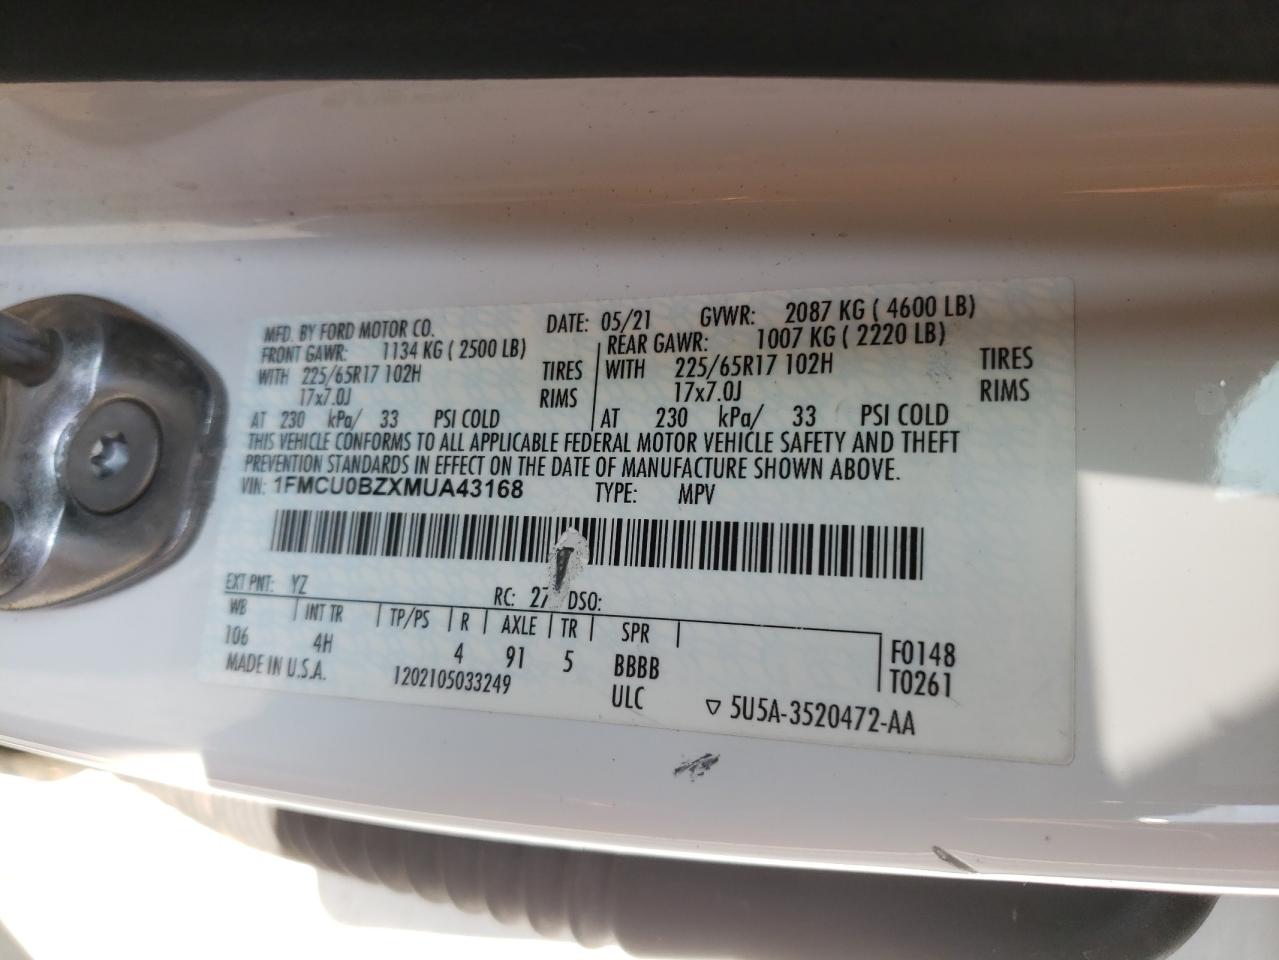 MFD. BY FORD MOTOR CO. DATE: 05/21 GVWR: 2087 KG ( 4600 LB)
FRONT GAWR: 1134 KG ( 2500 LB) REAR GAWR: 1007 KG ( 2220 LB)
WITH 225/65R17 102H TIRES WITH 225/65R17 102H TIRES
17x7.0J RIMS 17x7.0J RIMS
AT 230 kPa/ 33 PSI COLD AT 230 kPa/ 33 PSI COLD
THIS VEHICLE CONFORMS TO ALL APPLICABLE FEDERAL MOTOR VEHICLE SAFETY AND THEFT
PREVENTION STANDARDS IN EFFECT ON THE DATE OF MANUFACTURE SHOWN ABOVE.
VIN: 1FMCU0BZXMUA43168 TYPE: MPV
EXT PNT: YZ RC: 27 DSO:
WB INT TR TP/PS R AXLE TR SPR
106 4H 4 91 5 BBBB F0148
MADE IN U.S.A. 1202105033249 ULC T0261
▽ 5U5A-3520472-AA